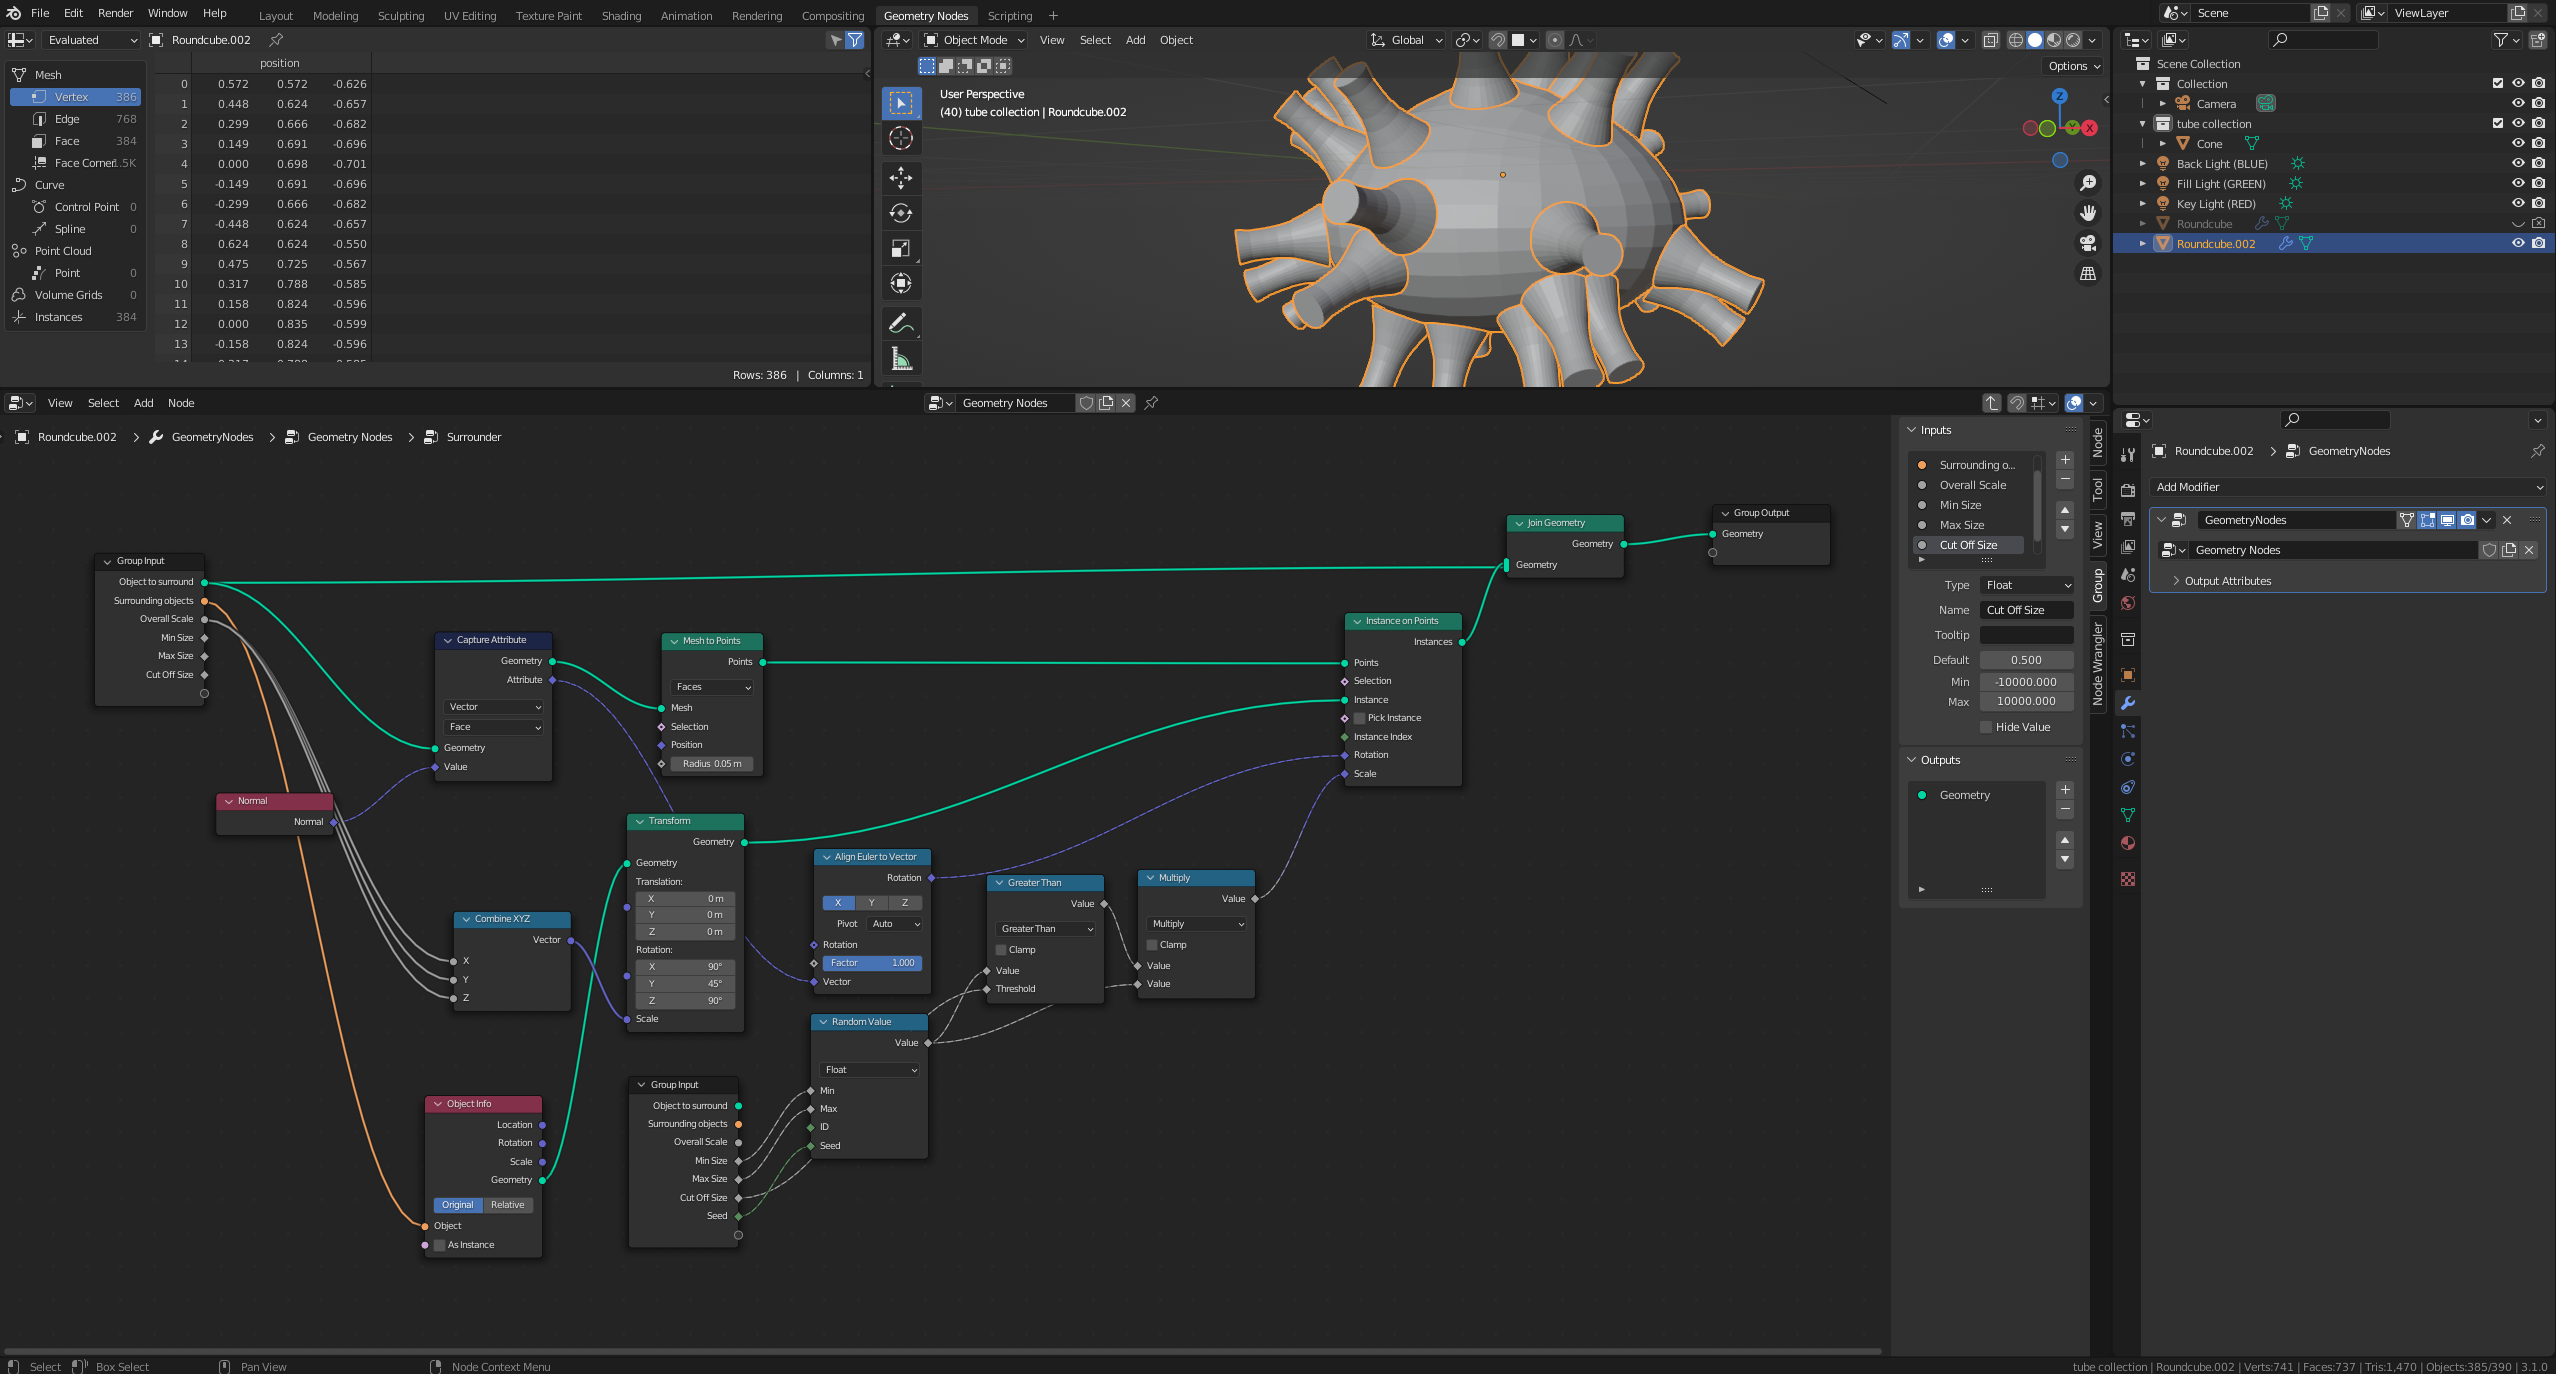 File Edit Render Window Help Layout Modeling Sculpting UV Editing Texture Paint Shading Animation Rendering Compositing Geometry Nodes Scripting + Scene ViewLayer
Evaluated Roundcube.002
position
Mesh
Vertex 386
Edge 768
Face 384
Face Corner 1.5K
Curve
Control Point 0
Spline 0
Point Cloud
Point 0
Volume Grids 0
Instances 384
0 0.572 0.572 -0.626
1 0.448 0.624 -0.657
2 0.299 0.666 -0.682
3 0.149 0.691 -0.696
4 0.000 0.698 -0.701
5 -0.149 0.691 -0.696
6 -0.299 0.666 -0.682
7 -0.448 0.624 -0.657
8 0.624 0.624 -0.550
9 0.475 0.725 -0.567
10 0.317 0.788 -0.585
11 0.158 0.824 -0.596
12 0.000 0.835 -0.599
13 -0.158 0.824 -0.596
Rows: 386 | Columns: 1
Object Mode View Select Add Object Global
Options
User Perspective
(40) tube collection | Roundcube.002
Z
Y
X
Scene Collection
Collection
Camera
tube collection
Cone
Back Light (BLUE)
Fill Light (GREEN)
Key Light (RED)
Roundcube
Roundcube.002
View Select Add Node Geometry Nodes
Roundcube.002 > GeometryNodes > Geometry Nodes > Surrounder
Group Input
Object to surround
Surrounding objects
Overall Scale
Min Size
Max Size
Cut Off Size
Normal
Normal
Capture Attribute
Geometry
Attribute
Vector
Face
Geometry
Value
Mesh to Points
Points
Faces
Mesh
Selection
Position
Radius 0.05 m
Combine XYZ
Vector
X
Y
Z
Transform
Geometry
Geometry
Translation:
X 0 m
Y 0 m
Z 0 m
Rotation:
X 90°
Y 45°
Z 90°
Scale
Align Euler to Vector
Rotation
X Y Z
Pivot Auto
Rotation
Factor 1.000
Vector
Greater Than
Value
Greater Than
Clamp
Value
Threshold
Multiply
Value
Multiply
Clamp
Value
Value
Random Value
Value
Float
Min
Max
ID
Seed
Object Info
Location
Rotation
Scale
Geometry
Original Relative
Object
As Instance
Group Input
Object to surround
Surrounding objects
Overall Scale
Min Size
Max Size
Cut Off Size
Seed
Instance on Points
Instances
Points
Selection
Instance
Pick Instance
Instance Index
Rotation
Scale
Join Geometry
Geometry
Geometry
Group Output
Geometry
Inputs
Surrounding o...
Overall Scale
Min Size
Max Size
Cut Off Size
Type Float
Name Cut Off Size
Tooltip
Default 0.500
Min -10000.000
Max 10000.000
Hide Value
Outputs
Geometry
Node
Tool
View
Group
Node Wrangler
Roundcube.002 > GeometryNodes
Add Modifier
GeometryNodes
Geometry Nodes
Output Attributes
Select Box Select Pan View Node Context Menu
tube collection | Roundcube.002 | Verts:741 | Faces:737 | Tris:1,470 | Objects:385/390 | 3.1.0